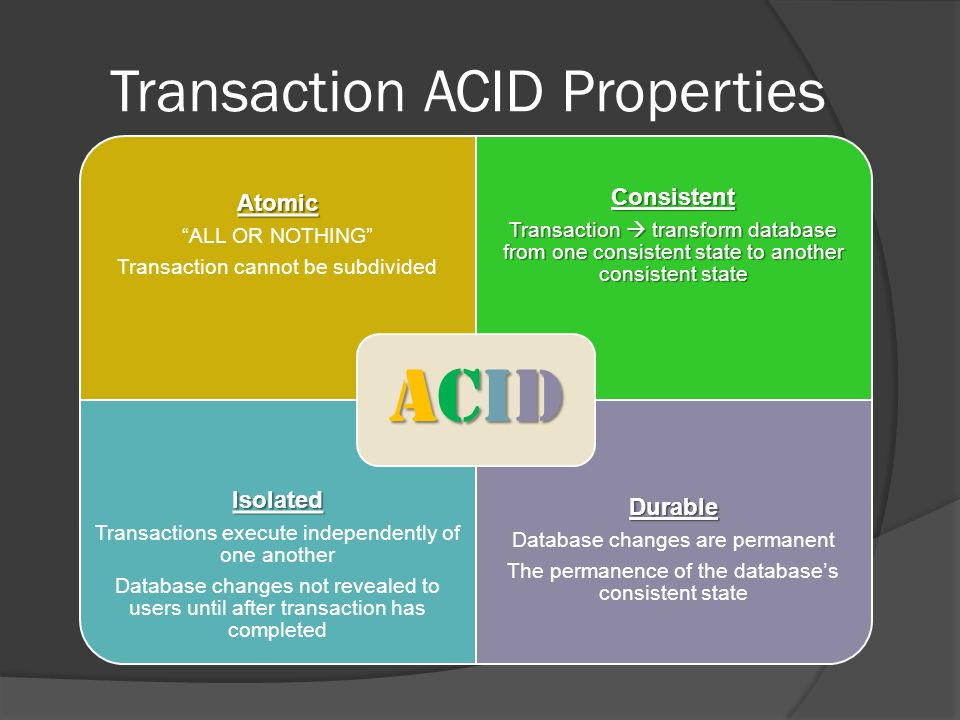 Transaction ACID Properties
Atomic
“ALL OR NOTHING”
Transaction cannot be subdivided
Consistent
Transaction → transform database
from one consistent state to another
consistent state
ACID
Isolated
Transactions execute independently of
one another
Database changes not revealed to
users until after transaction has
completed
Durable
Database changes are permanent
The permanence of the database’s
consistent state